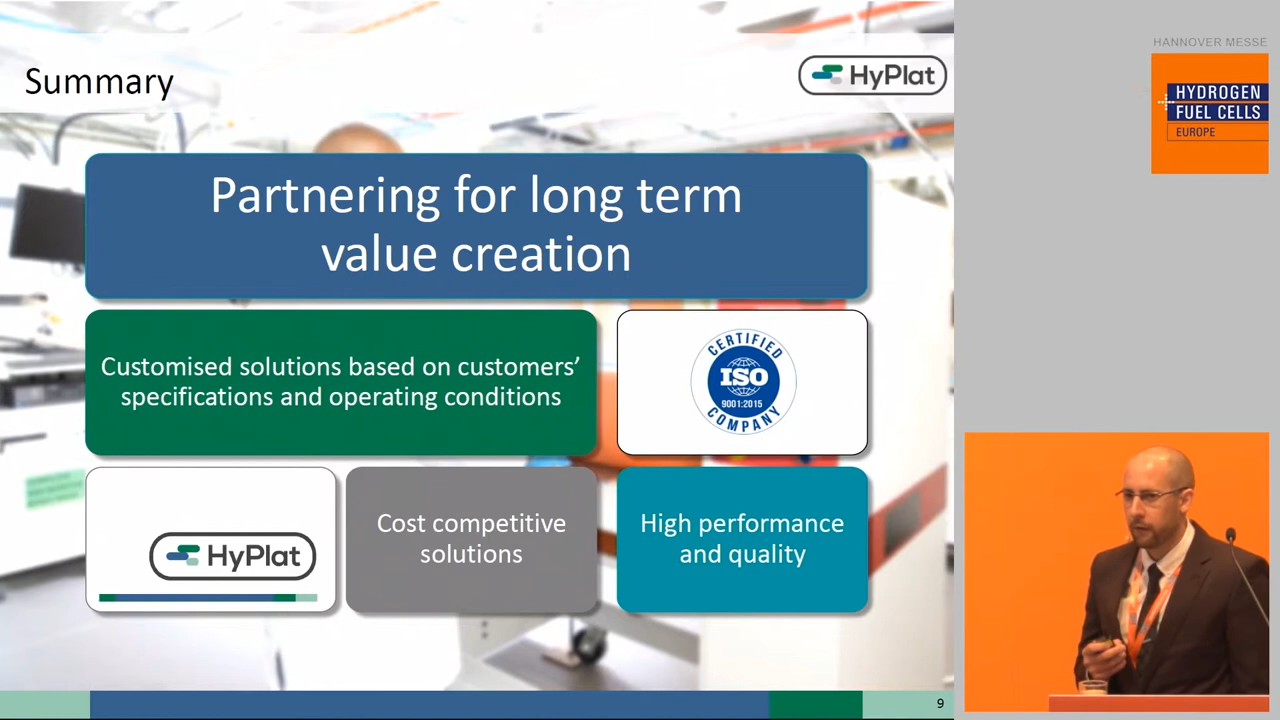 HANNOVER MESSE
Summary
HyPlat
HYDROGEN
FUEL CELLS
EUROPE
Partnering for long term
value creation
Customised solutions based on customers’
specifications and operating conditions
CERTIFIED
ISO
9001:2015
COMPANY
HyPlat
Cost competitive
solutions
High performance
and quality
9